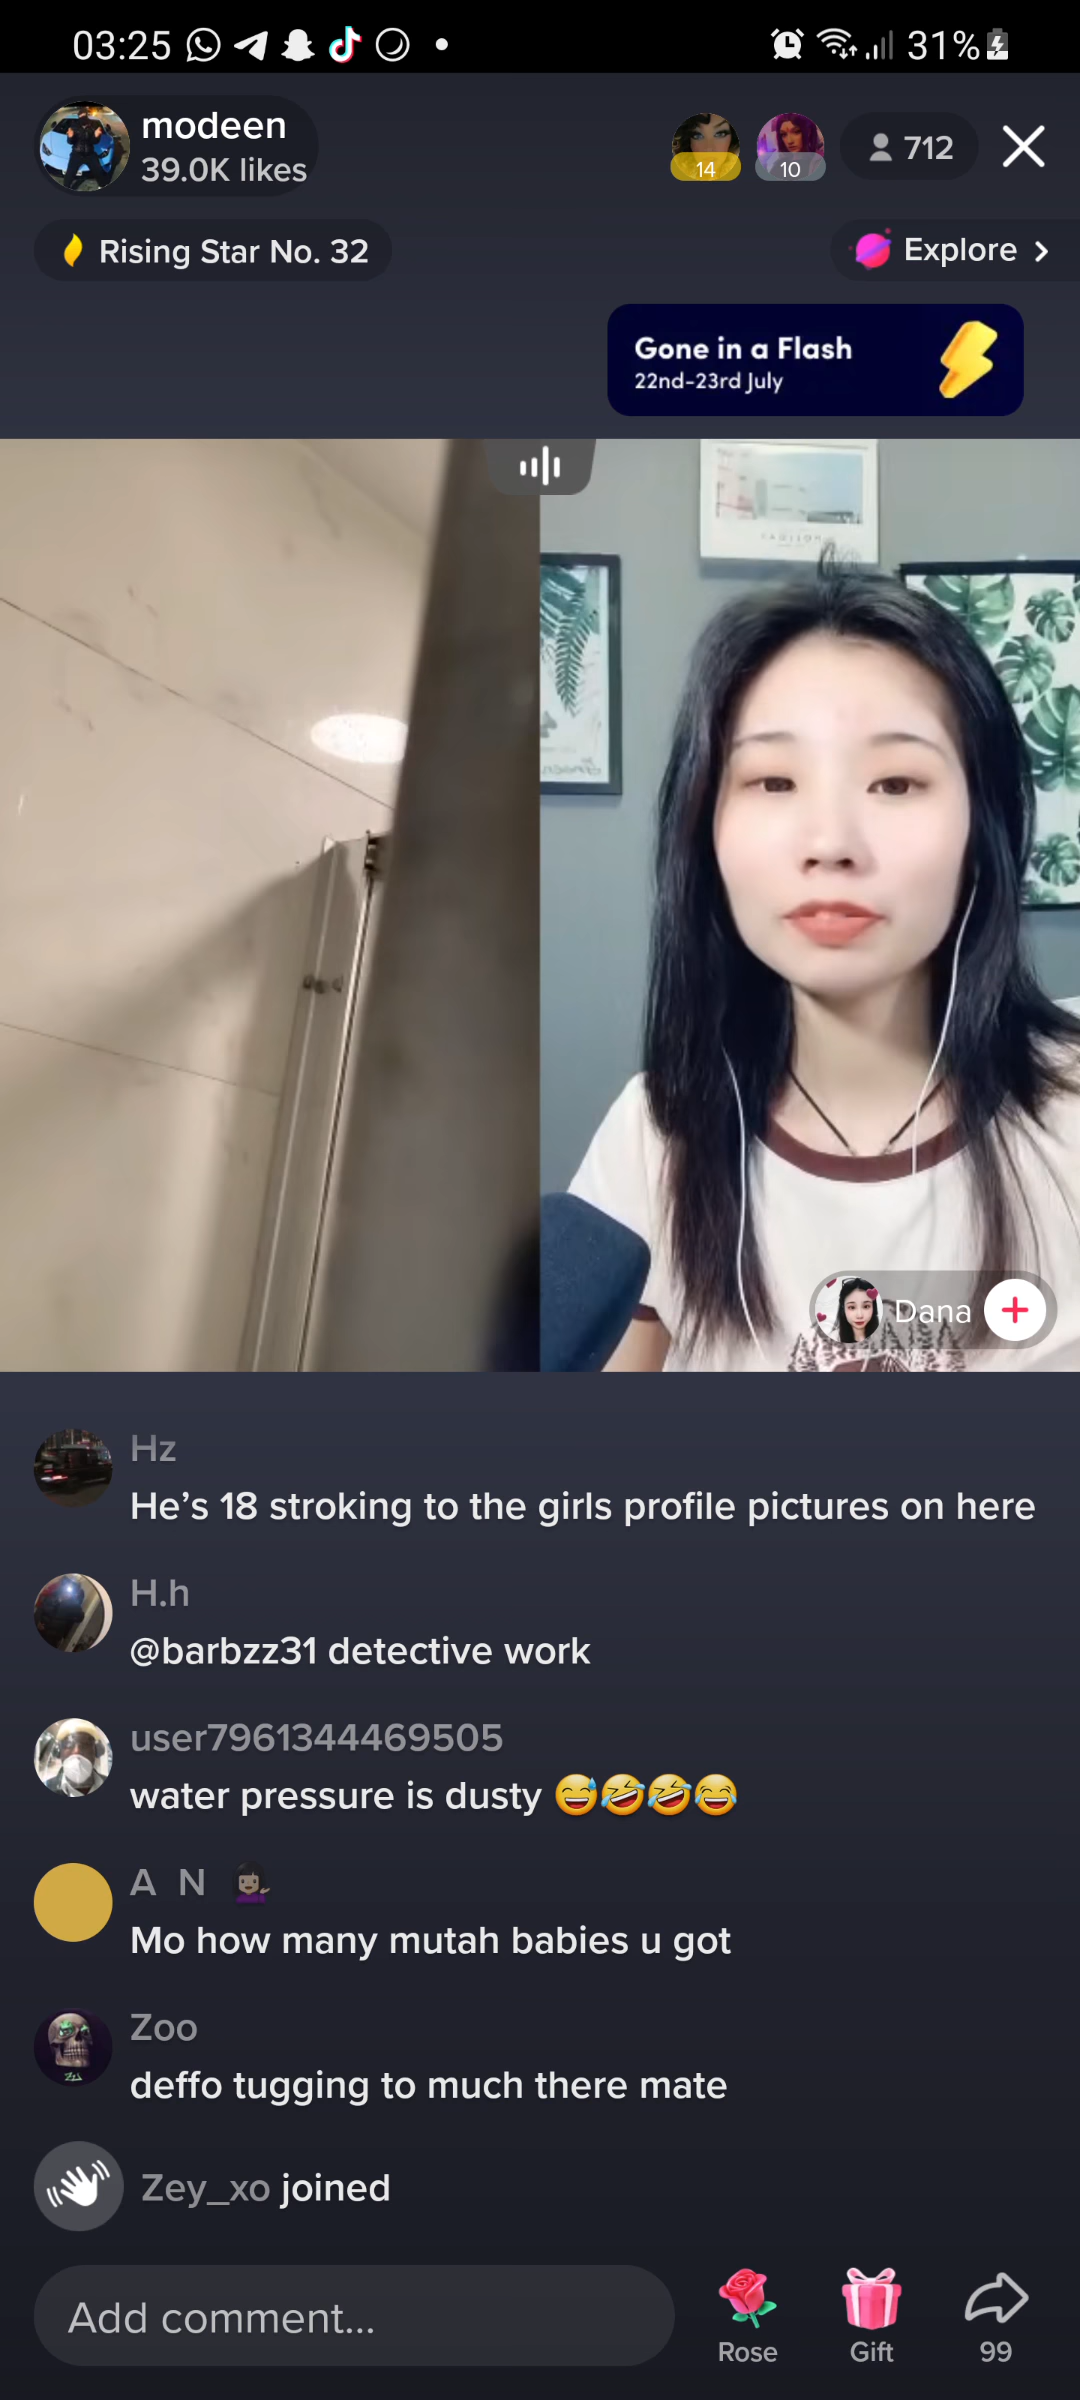 03:25
31%
modeen
39.0K likes
14
10
712
Rising Star No. 32
Explore
Gone in a Flash
22nd-23rd July
Dana
Hz
He’s 18 stroking to the girls profile pictures on here
H.h
@barbzz31 detective work
user7961344469505
water pressure is dusty 😅🤣🤣😂
A N 💁🏽‍♀️
Mo how many mutah babies u got
Zoo
deffo tugging to much there mate
Zey_xo joined
Add comment...
Rose
Gift
99